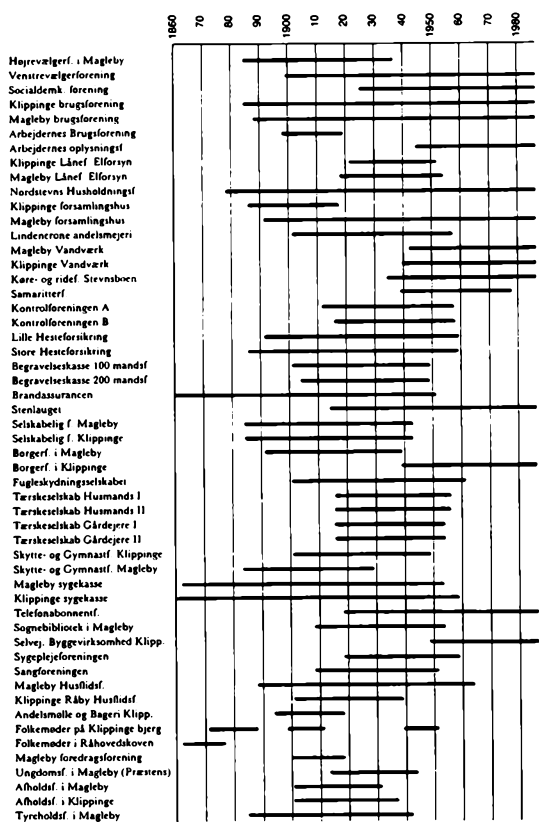 1860 70 80 90 1900 10 20 30 40 1950 60 70 1980
Højrevælgerf. i Magleby
Venstrevælgerforening
Socialdemk. forening
Klippinge brugsforening
Magleby brugsforening
Arbejdernes Brugsforening
Arbejdernes oplysningsf
Klippinge Lånef. Elforsyn
Magleby Lånef. Elforsyn
Nordstevns Husholdningsf
Klippinge forsamlingshus
Magleby forsamlingshus
Lindencrone andelsmejeri
Magleby Vandværk
Klippinge Vandværk
Køre- og ridef. Stevnsboen
Samaritterf
Kontrolforeningen A
Kontrolforeningen B
Lille Hesteforsikring
Store Hesteforsikring
Begravelseskasse 100 mandsf
Begravelseskasse 200 mandsf
Brandassurancen
Stenlauget
Selskabelig f. Magleby
Selskabelig f. Klippinge
Borgerf. i Magleby
Borgerf. i Klippinge
Fugleskydningsselskabet
Tærskeselskab Husmands I
Tærskeselskab Husmands II
Tærskeselskab Gårdejere I
Tærskeselskab Gårdejere II
Skytte- og Gymnastf. Klippinge
Skytte- og Gymnastf. Magleby
Magleby sygekasse
Klippinge sygekasse
Telefonabonnentf.
Sognebibliotek i Magleby
Selvej. Byggevirksomhed Klipp.
Sygeplejeforeningen
Sangforeningen
Magleby Husflidsf.
Klippinge Råby Husflidsf
Andelsmølle og Bageri Klipp.
Folkemøder på Klippinge bjerg
Folkemøder i Råhovedskoven
Magleby foredragsforening
Ungdomsf. i Magleby (Præstens)
Afholdsf. i Magleby
Afholdsf. i Klippinge
Tyreholdsf. i Magleby